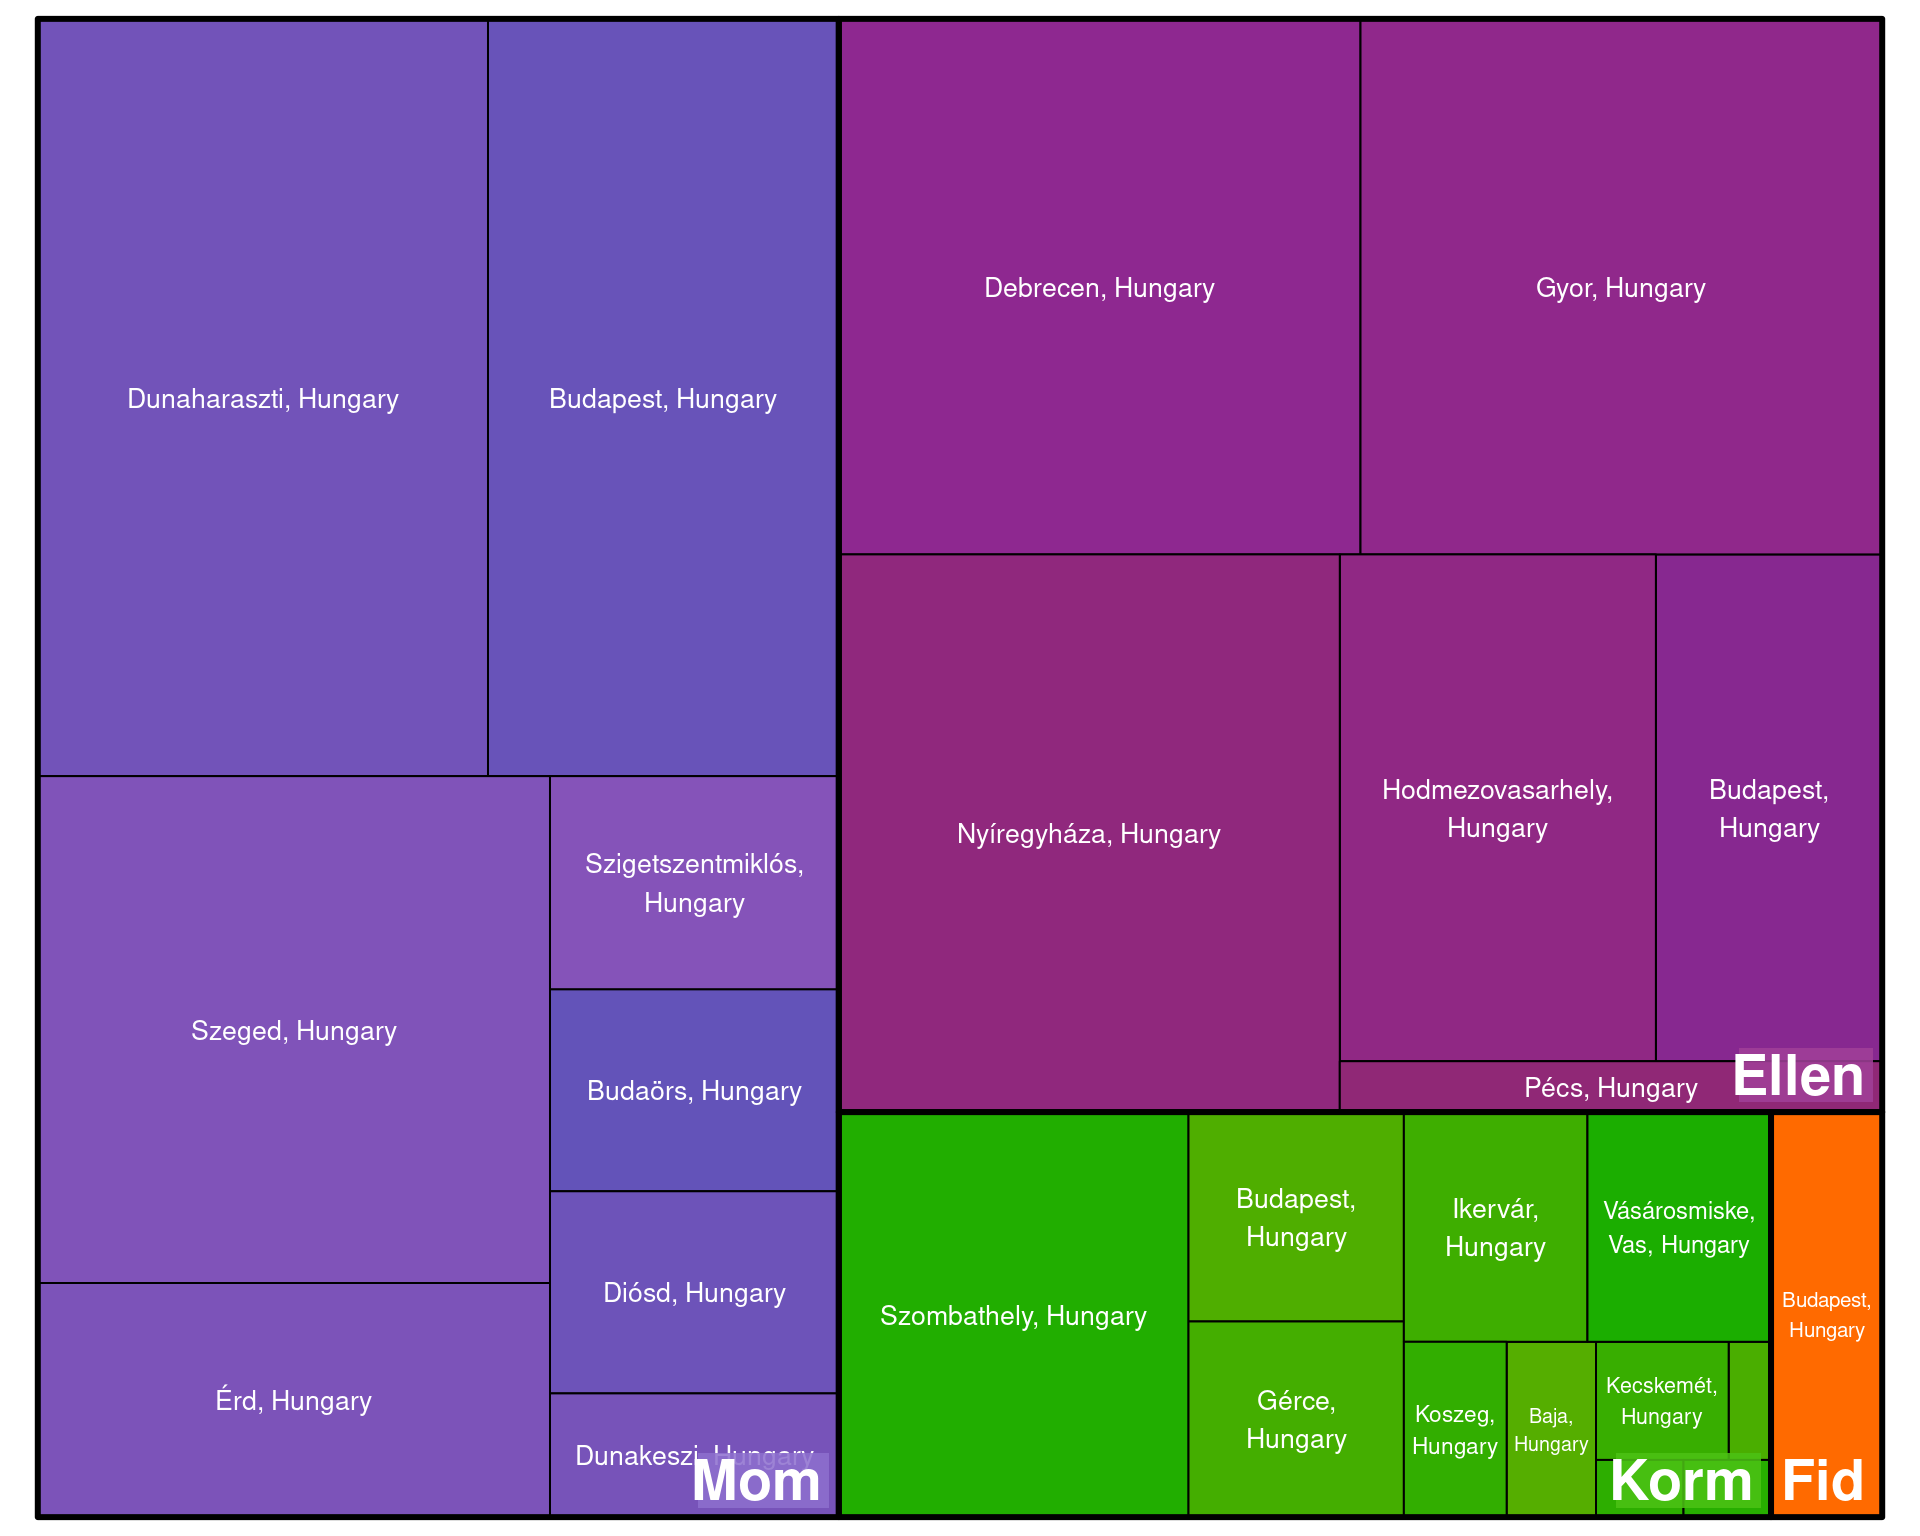 Dunaharaszti, Hungary
Budapest, Hungary
Szeged, Hungary
Szigetszentmiklós,
Hungary
Budaörs, Hungary
Diósd, Hungary
Érd, Hungary
Dunakeszi, Hungary
Mom
Debrecen, Hungary
Gyor, Hungary
Nyíregyháza, Hungary
Hodmezovasarhely,
Hungary
Budapest,
Hungary
Pécs, Hungary
Ellen
Szombathely, Hungary
Budapest,
Hungary
Gérce,
Hungary
Ikervár,
Hungary
Vásárosmiske,
Vas, Hungary
Koszeg,
Hungary
Baja,
Hungary
Kecskemét,
Hungary
Korm
Budapest,
Hungary
Fid